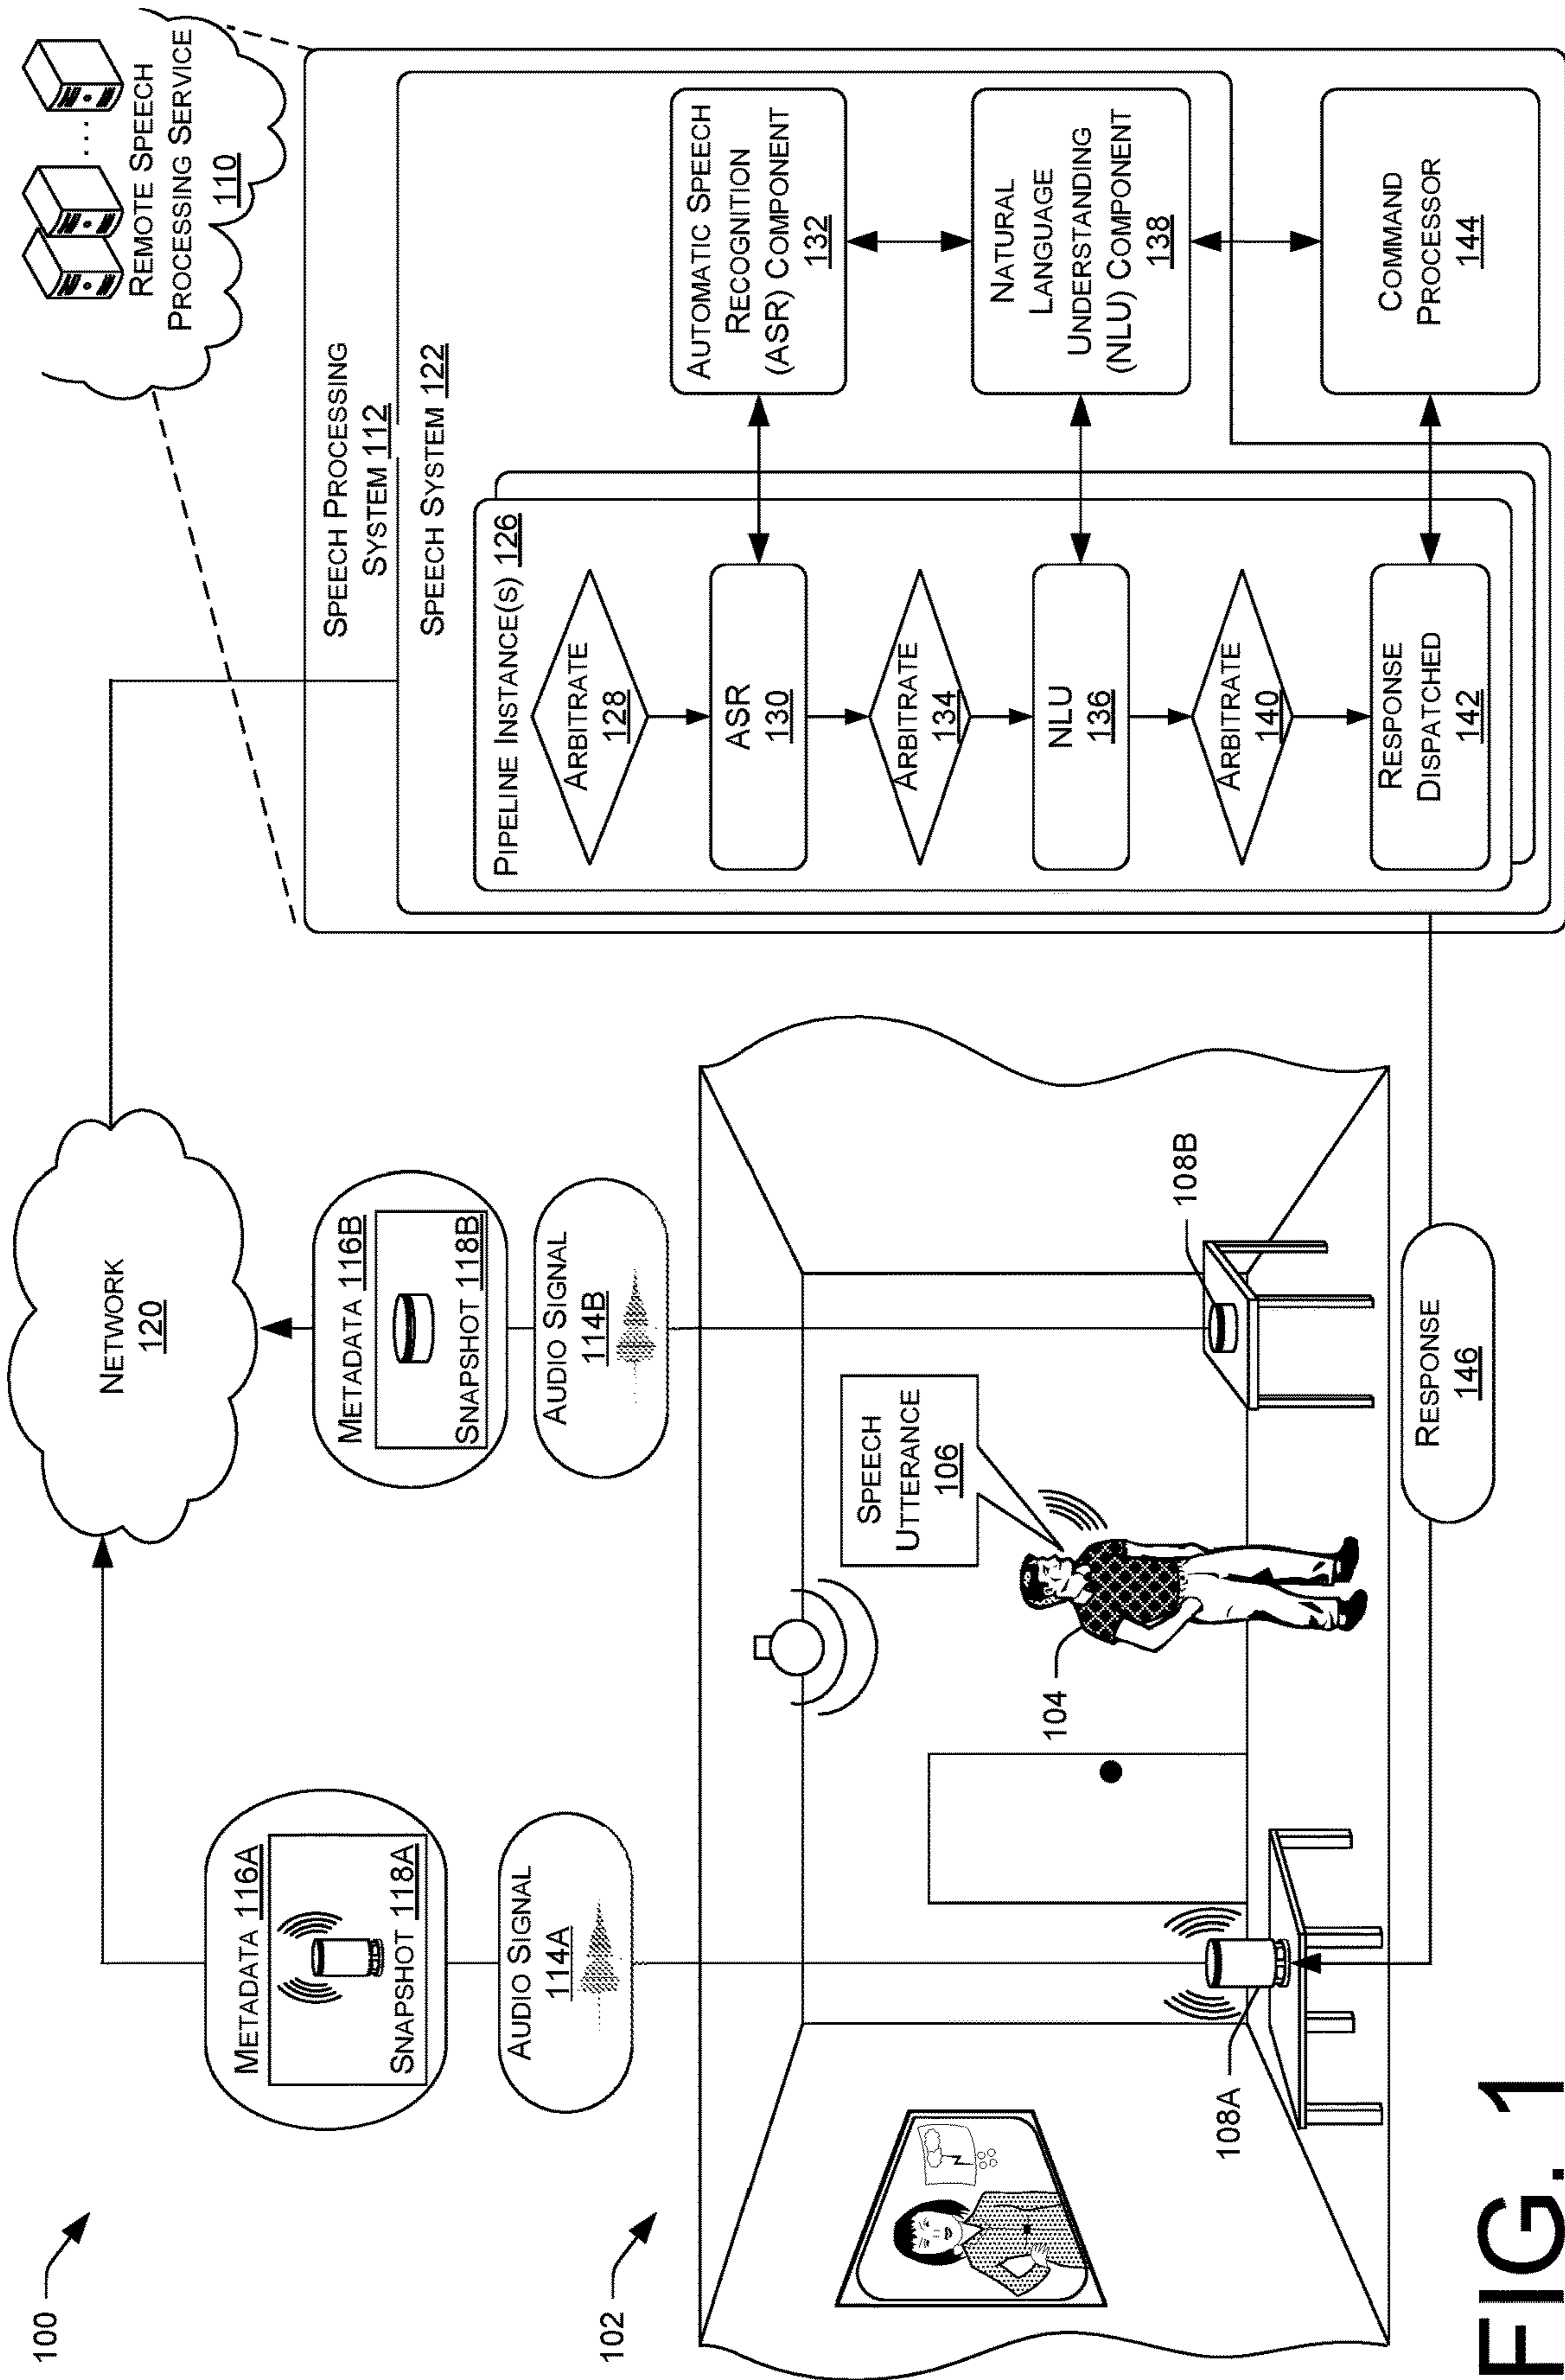 100
METADATA 116A
SNAPSHOT 118A
AUDIO SIGNAL
114A
NETWORK
120
METADATA 116B
SNAPSHOT 118B
AUDIO SIGNAL
114B
REMOTE SPEECH
PROCESSING SERVICE
110
SPEECH PROCESSING
SYSTEM 112
SPEECH SYSTEM 122
PIPELINE INSTANCE(S) 126
ARBITRATE
128
ASR
130
ARBITRATE
134
NLU
136
ARBITRATE
140
RESPONSE
DISPATCHED
142
AUTOMATIC SPEECH
RECOGNITION
(ASR) COMPONENT
132
NATURAL
LANGUAGE
UNDERSTANDING
(NLU) COMPONENT
138
COMMAND
PROCESSOR
144
102
SPEECH
UTTERANCE
106
104
108A
108B
RESPONSE
146
FIG. 1